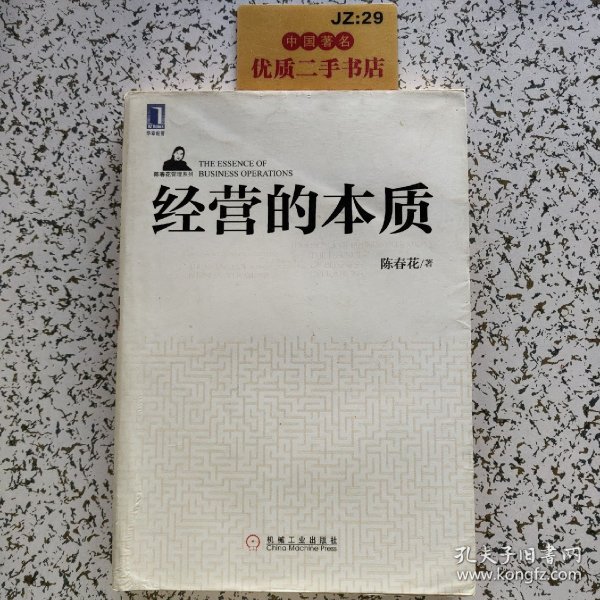 JZ:29
中国著名
优质二手书店
华章经管
陈春花管理系列
THE ESSENCE OF
BUSINESS OPERATIONS
经营的本质
陈春花/著
机械工业出版社
China Machine Press
孔夫子旧书网
www.kongfz.com